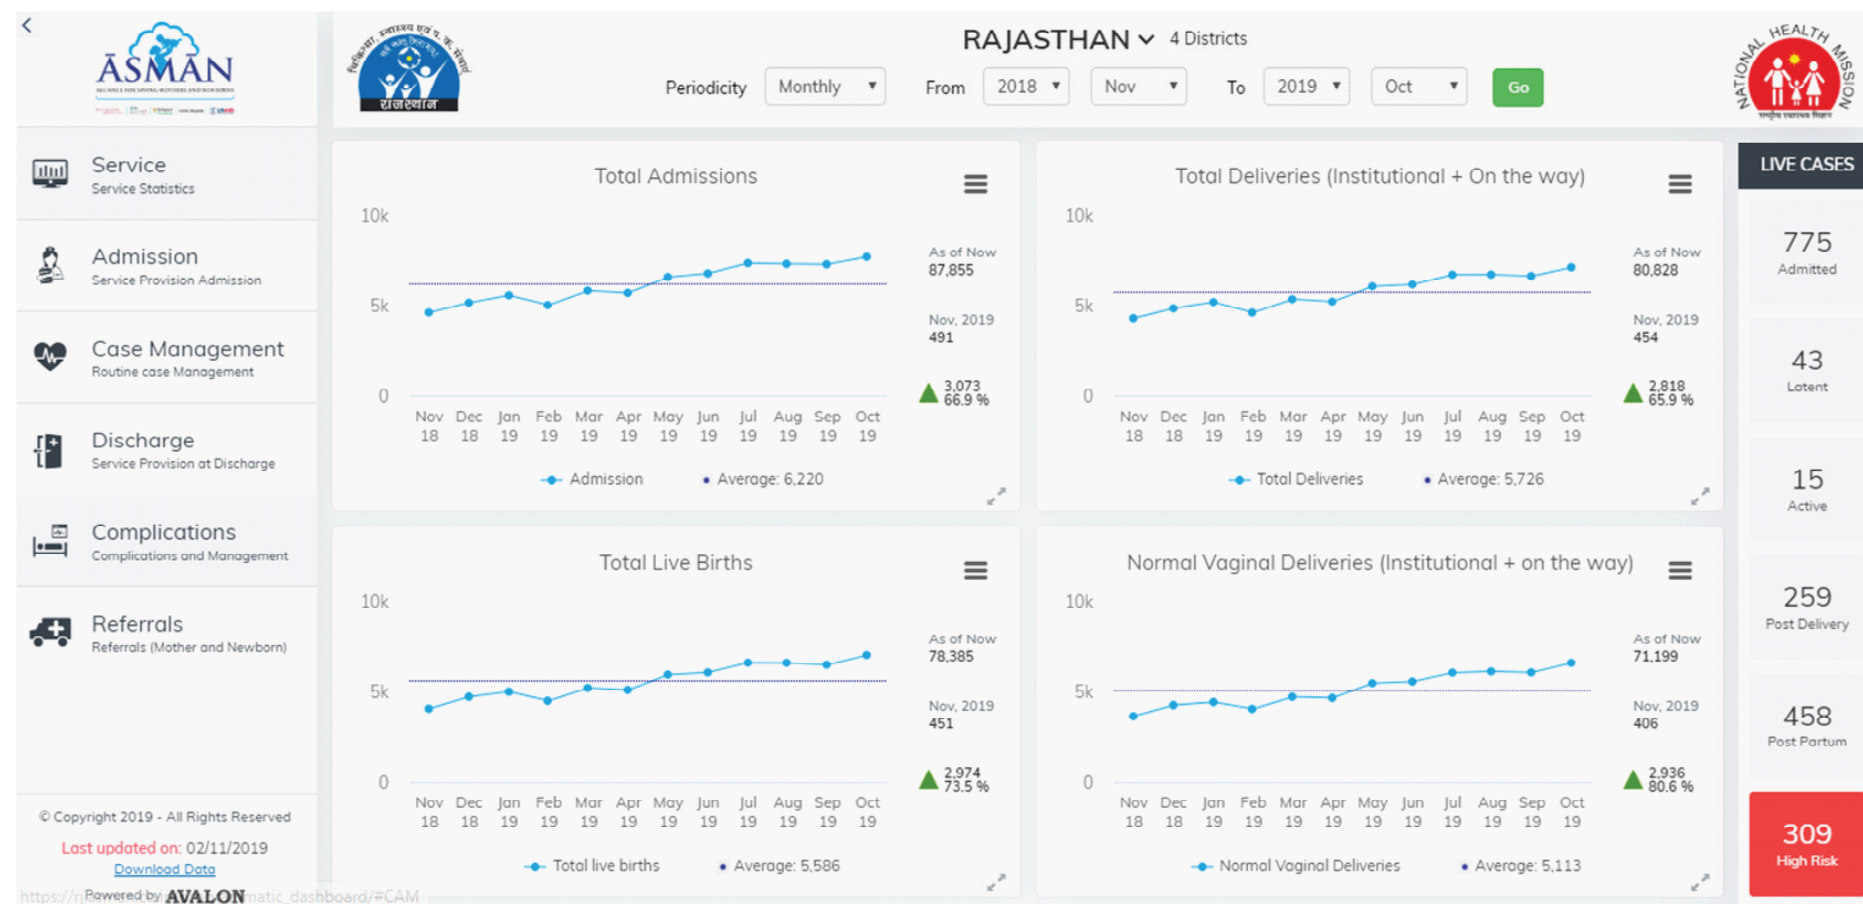 ĀSMĀN
ALLIANCE FOR SAVING MOTHERS AND NEWBORNS
USAID
चिकित्सा, स्वास्थ्य एवं प. क. सेवाएं
राजस्थान
RAJASTHAN 4 Districts
Periodicity Monthly From 2018 Nov To 2019 Oct Go
NATIONAL HEALTH MISSION
राष्ट्रीय स्वास्थ्य मिशन
Service
Service Statistics
Admission
Service Provision Admission
Case Management
Routine case Management
Discharge
Service Provision at Discharge
Complications
Complications and Management
Referrals
Referrals (Mother and Newborn)
© Copyright 2019 - All Rights Reserved
Last updated on: 02/11/2019
Download Data
Powered by AVALON
Total Admissions
10k
5k
0
Nov 18 Dec 18 Jan 19 Feb 19 Mar 19 Apr 19 May 19 Jun 19 Jul 19 Aug 19 Sep 19 Oct 19
Admission Average: 6,220
As of Now
87,855
Nov, 2019
491
3,073
66.9 %
Total Deliveries (Institutional + On the way)
10k
5k
0
Nov 18 Dec 18 Jan 19 Feb 19 Mar 19 Apr 19 May 19 Jun 19 Jul 19 Aug 19 Sep 19 Oct 19
Total Deliveries Average: 5,726
As of Now
80,828
Nov, 2019
454
2,818
65.9 %
Total Live Births
10k
5k
0
Nov 18 Dec 18 Jan 19 Feb 19 Mar 19 Apr 19 May 19 Jun 19 Jul 19 Aug 19 Sep 19 Oct 19
Total live births Average: 5,586
As of Now
78,385
Nov, 2019
451
2,974
73.5 %
Normal Vaginal Deliveries (Institutional + on the way)
10k
5k
0
Nov 18 Dec 18 Jan 19 Feb 19 Mar 19 Apr 19 May 19 Jun 19 Jul 19 Aug 19 Sep 19 Oct 19
Normal Vaginal Deliveries Average: 5,113
As of Now
71,199
Nov, 2019
406
2,936
80.6 %
LIVE CASES
775
Admitted
43
Latent
15
Active
259
Post Delivery
458
Post Partum
309
High Risk